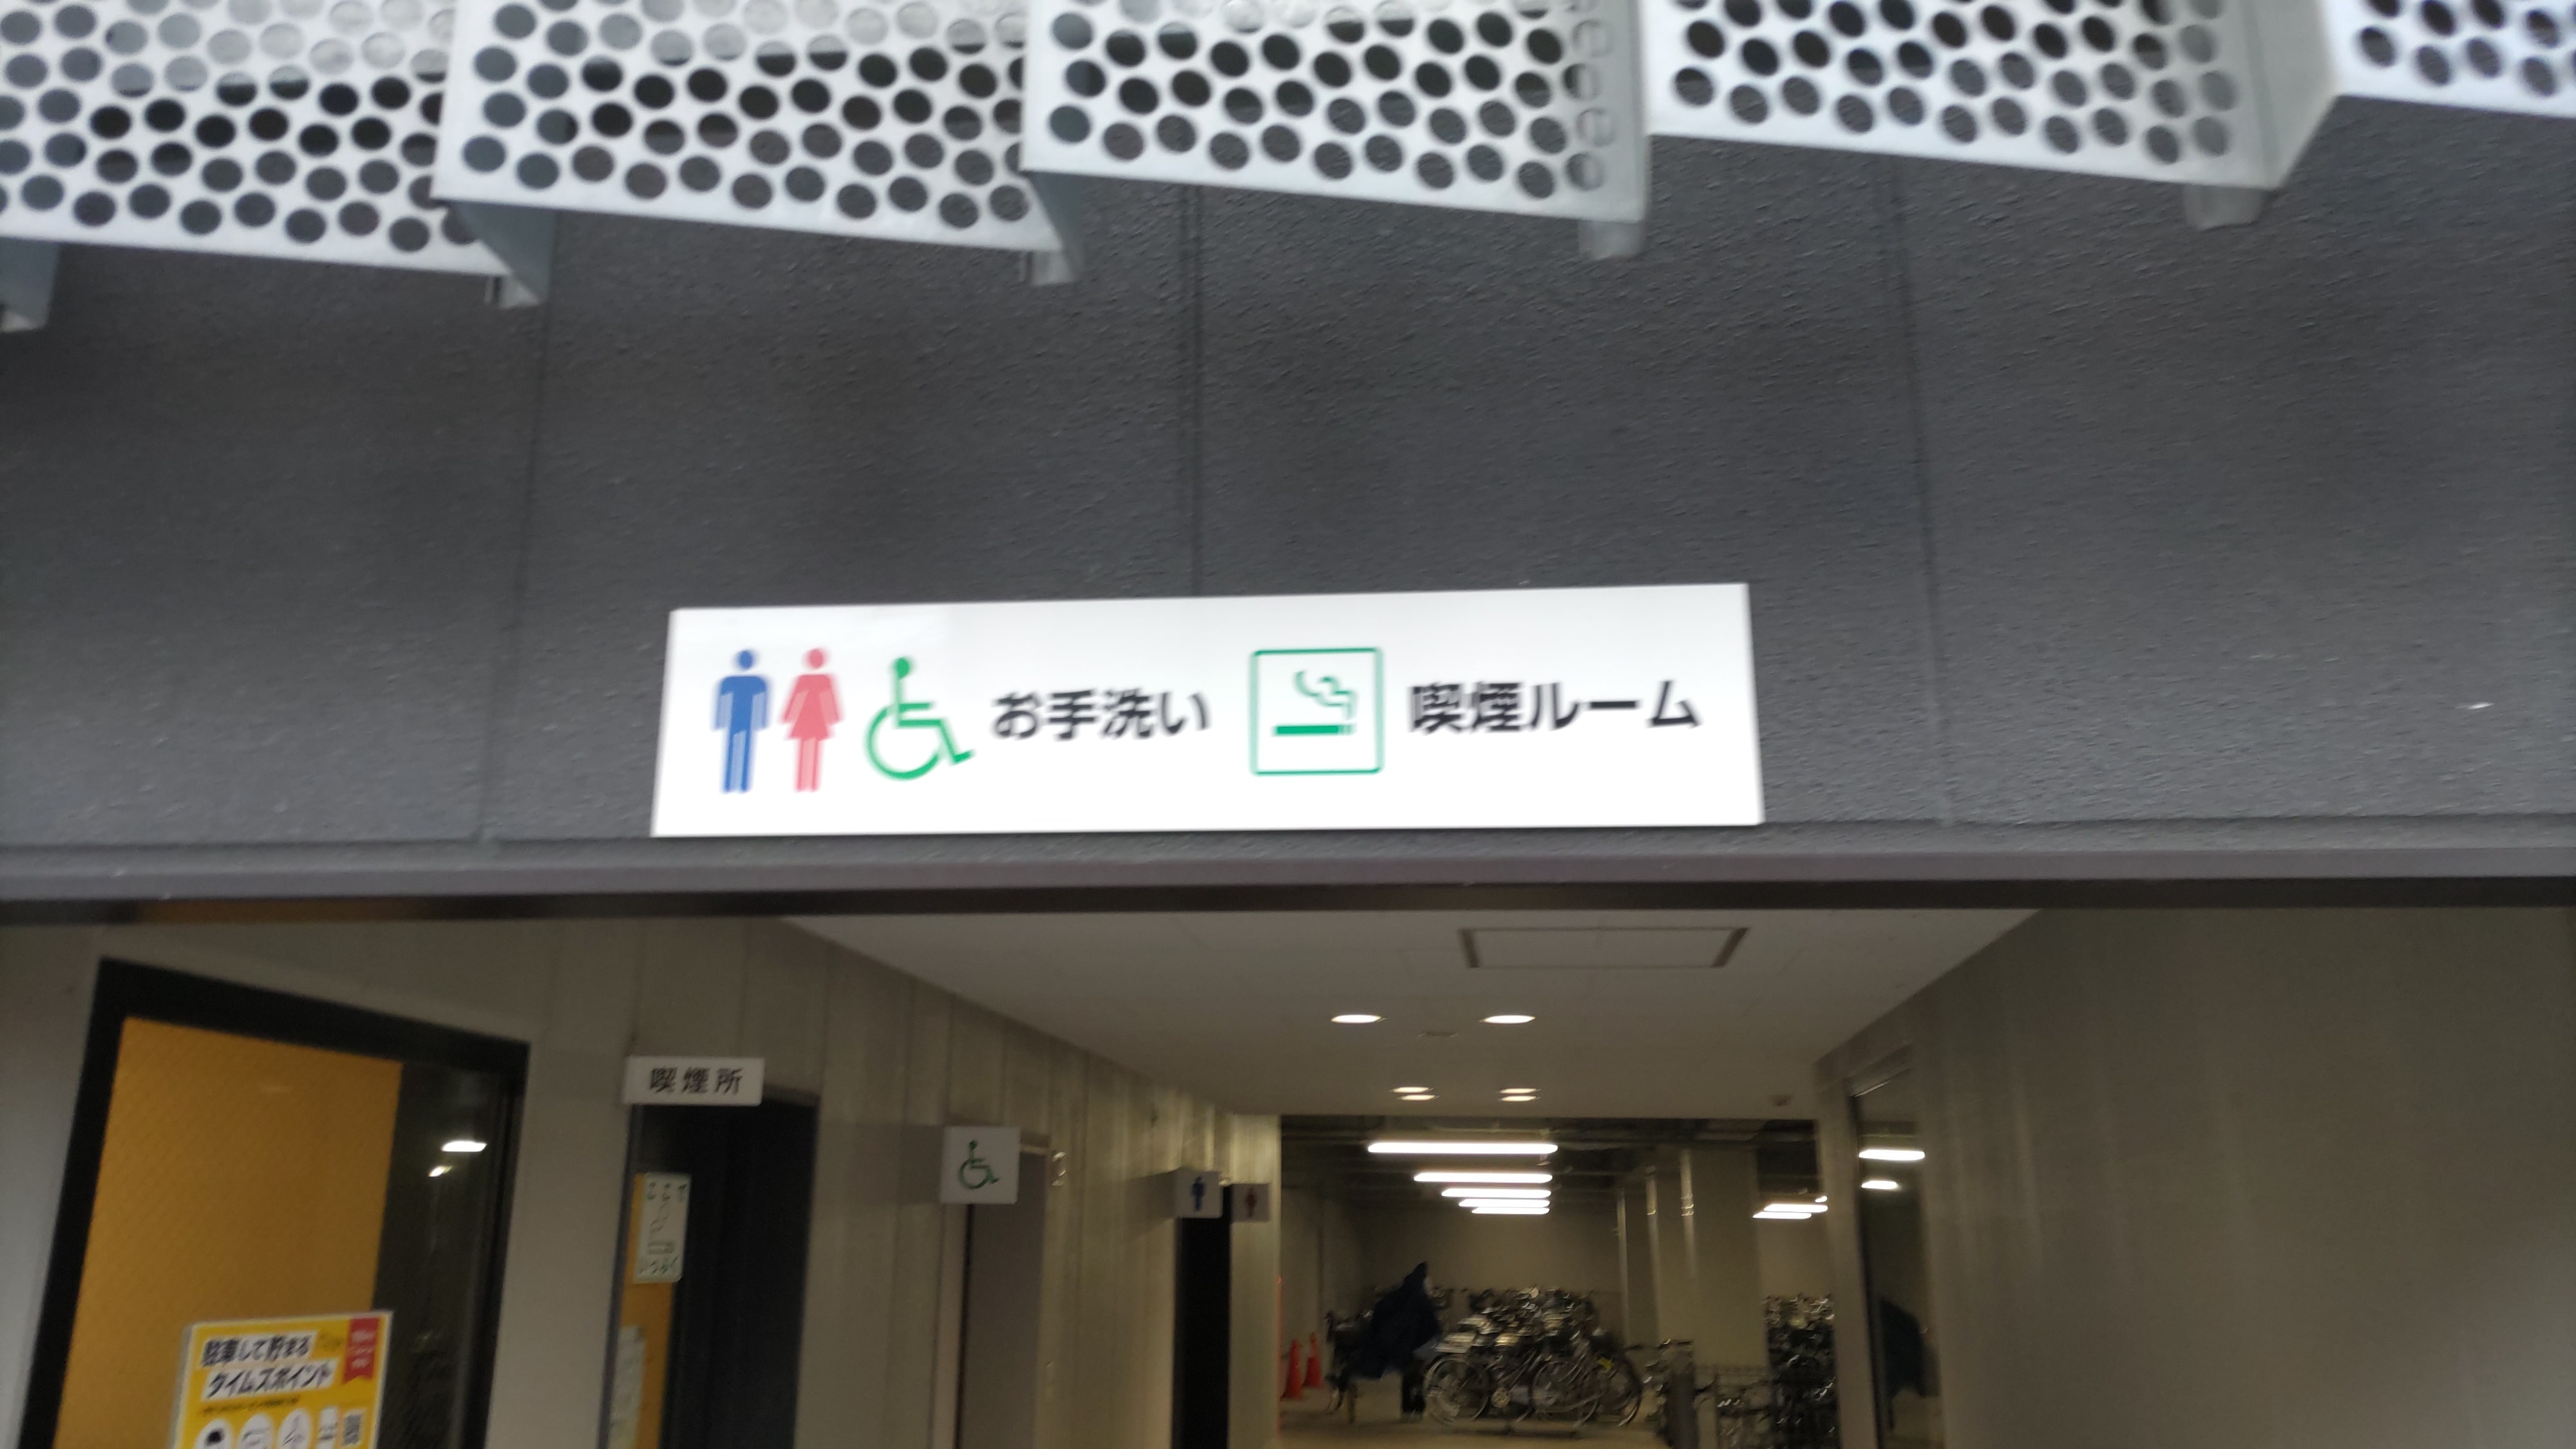 お手洗い 喫煙ルーム
喫煙所
駐車して貯まる
タイムズポイント